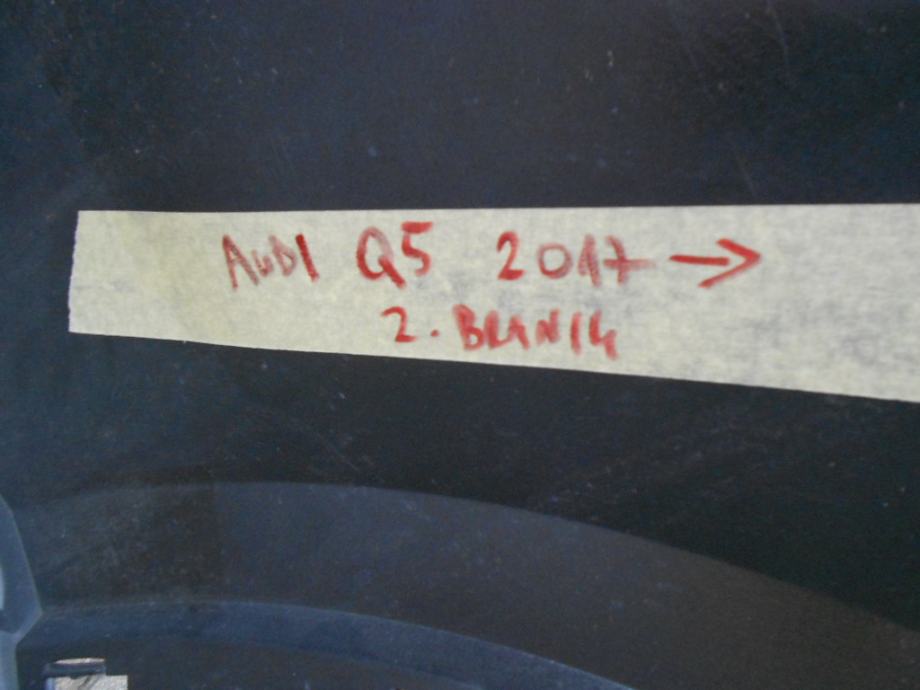 AUDI Q5 2017 →
2. BRANIK